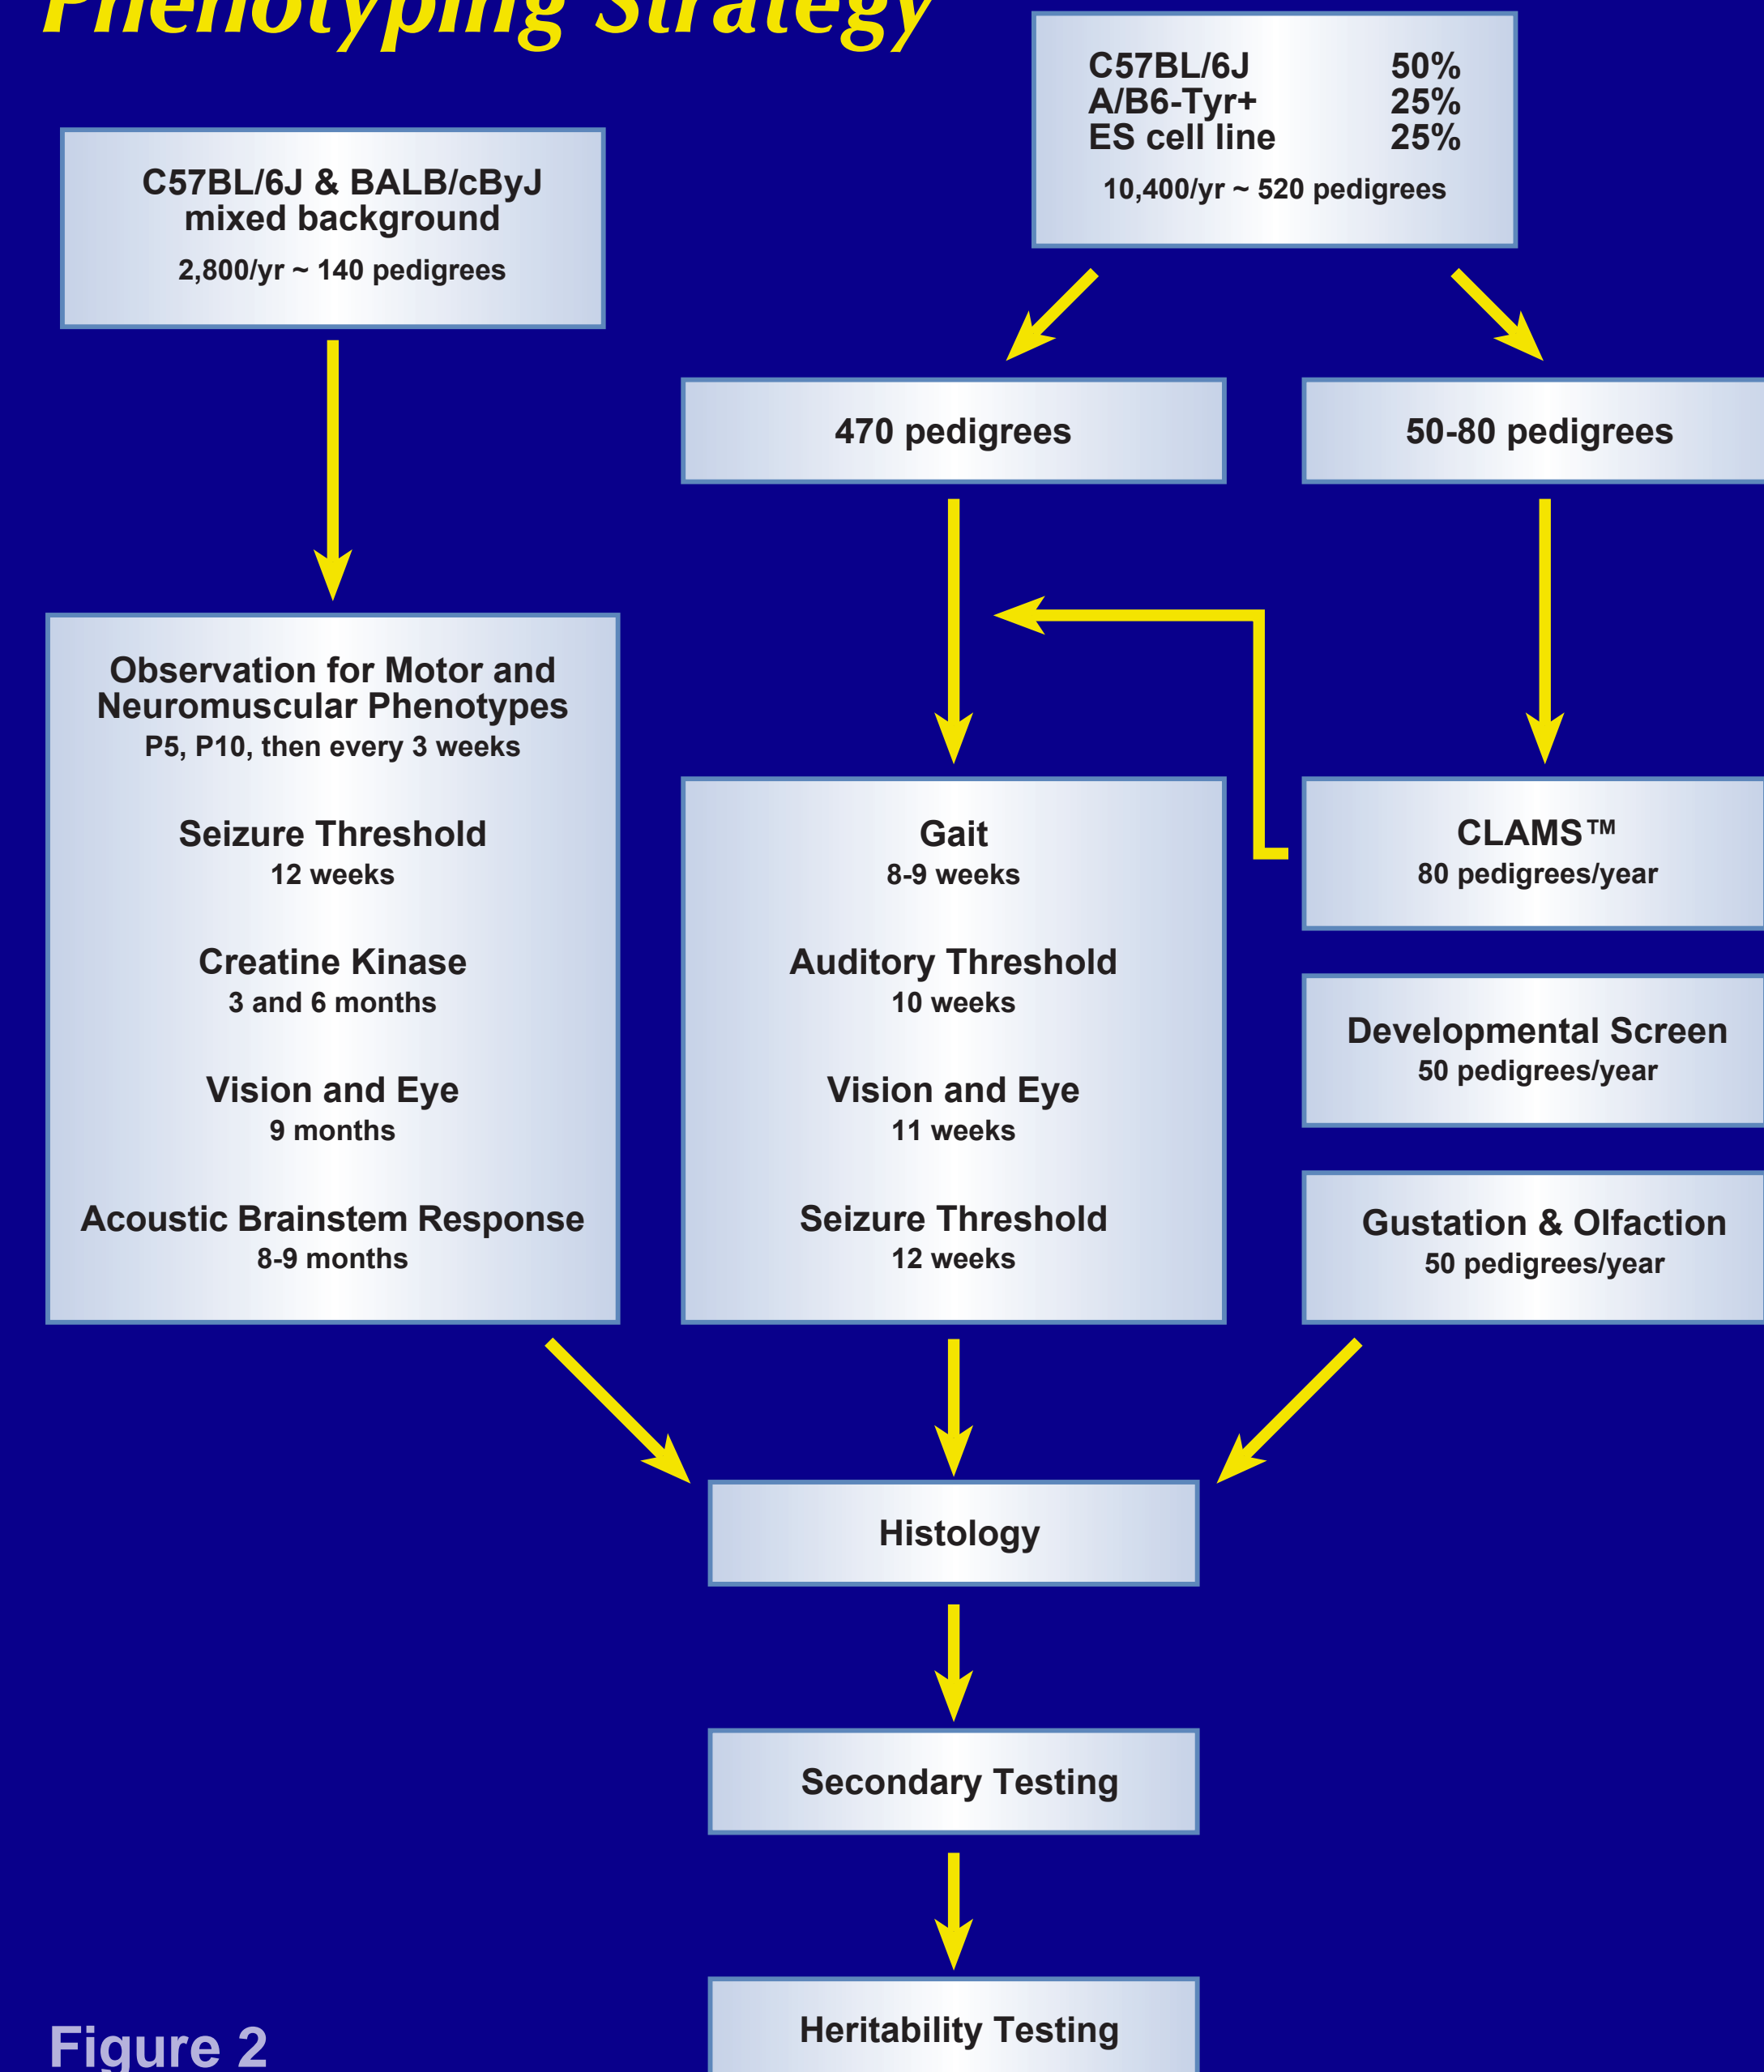 Phenotyping Strategy
C57BL/6J 50%
A/B6-Tyr+ 25%
ES cell line 25%
10,400/yr ~ 520 pedigrees
C57BL/6J & BALB/cByJ
mixed background
2,800/yr ~ 140 pedigrees
470 pedigrees
50-80 pedigrees
Observation for Motor and
Neuromuscular Phenotypes
P5, P10, then every 3 weeks
Seizure Threshold
12 weeks
Creatine Kinase
3 and 6 months
Vision and Eye
9 months
Acoustic Brainstem Response
8-9 months
Gait
8-9 weeks
Auditory Threshold
10 weeks
Vision and Eye
11 weeks
Seizure Threshold
12 weeks
CLAMS™
80 pedigrees/year
Developmental Screen
50 pedigrees/year
Gustation & Olfaction
50 pedigrees/year
Histology
Secondary Testing
Heritability Testing
Figure 2